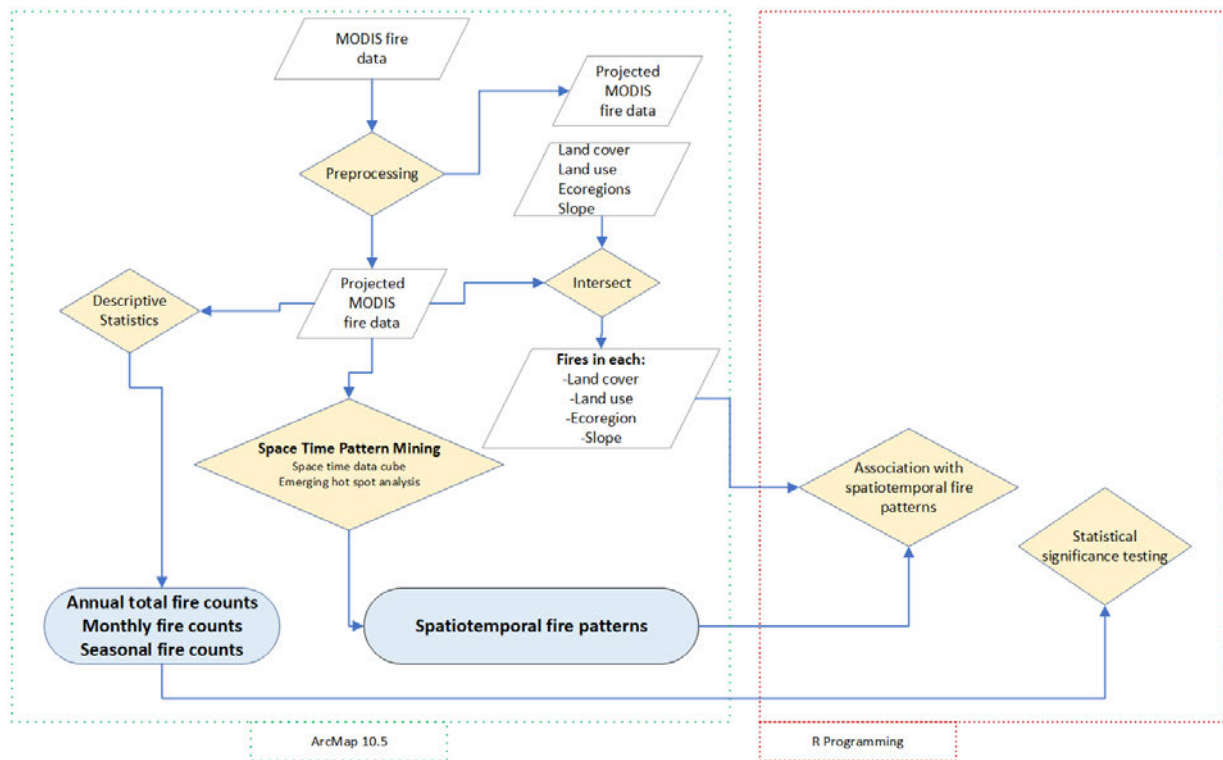 MODIS fire
data
Projected
MODIS
fire data
Preprocessing
Land cover
Land use
Ecoregions
Slope
Descriptive
Statistics
Projected
MODIS
fire data
Intersect
Fires in each:
-Land cover
-Land use
-Ecoregion
-Slope
Space Time Pattern Mining
Space time data cube
Emerging hot spot analysis
Association with
spatiotemporal fire
patterns
Statistical
significance testing
Annual total fire counts
Monthly fire counts
Seasonal fire counts
Spatiotemporal fire patterns
ArcMap 10.5
R Programming